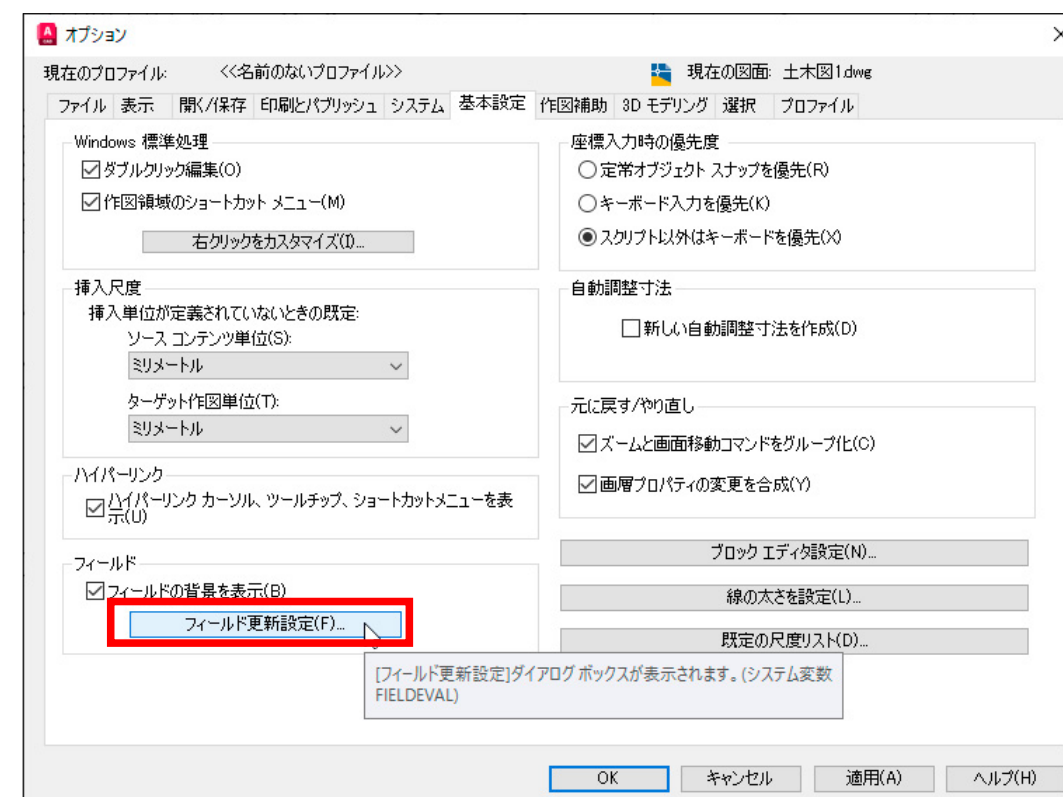 オプション
現在のプロファイル: <<名前のないプロファイル>> 現在の図面: 土木図1.dwg
ファイル 表示 開く/保存 印刷とパブリッシュ システム 基本設定 作図補助 3D モデリング 選択 プロファイル
Windows 標準処理
ダブルクリック編集(O)
作図領域のショートカット メニュー(M)
右クリックをカスタマイズ(I)...
挿入尺度
挿入単位が定義されていないときの既定:
ソース コンテンツ単位(S):
ミリメートル
ターゲット作図単位(T):
ミリメートル
ハイパーリンク
ハイパーリンク カーソル、ツールチップ、ショートカットメニューを表
示(U)
フィールド
フィールドの背景を表示(B)
フィールド更新設定(F)...
座標入力時の優先度
定常オブジェクト スナップを優先(R)
キーボード入力を優先(K)
スクリプト以外はキーボードを優先(X)
自動調整寸法
新しい自動調整寸法を作成(D)
元に戻す/やり直し
ズームと画面移動コマンドをグループ化(C)
画層プロパティの変更を合成(Y)
ブロック エディタ設定(N)...
線の太さを設定(L)...
既定の尺度リスト(D)...
[フィールド更新設定]ダイアログ ボックスが表示されます。(システム変数
FIELDEVAL)
OK キャンセル 適用(A) ヘルプ(H)